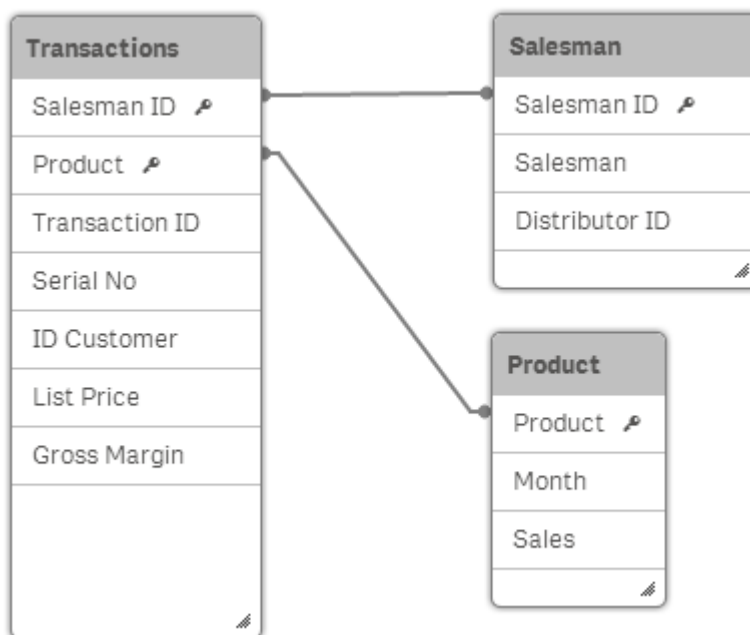 Transactions
Salesman ID
Product
Transaction ID
Serial No
ID Customer
List Price
Gross Margin
Salesman
Salesman ID
Salesman
Distributor ID
Product
Product
Month
Sales